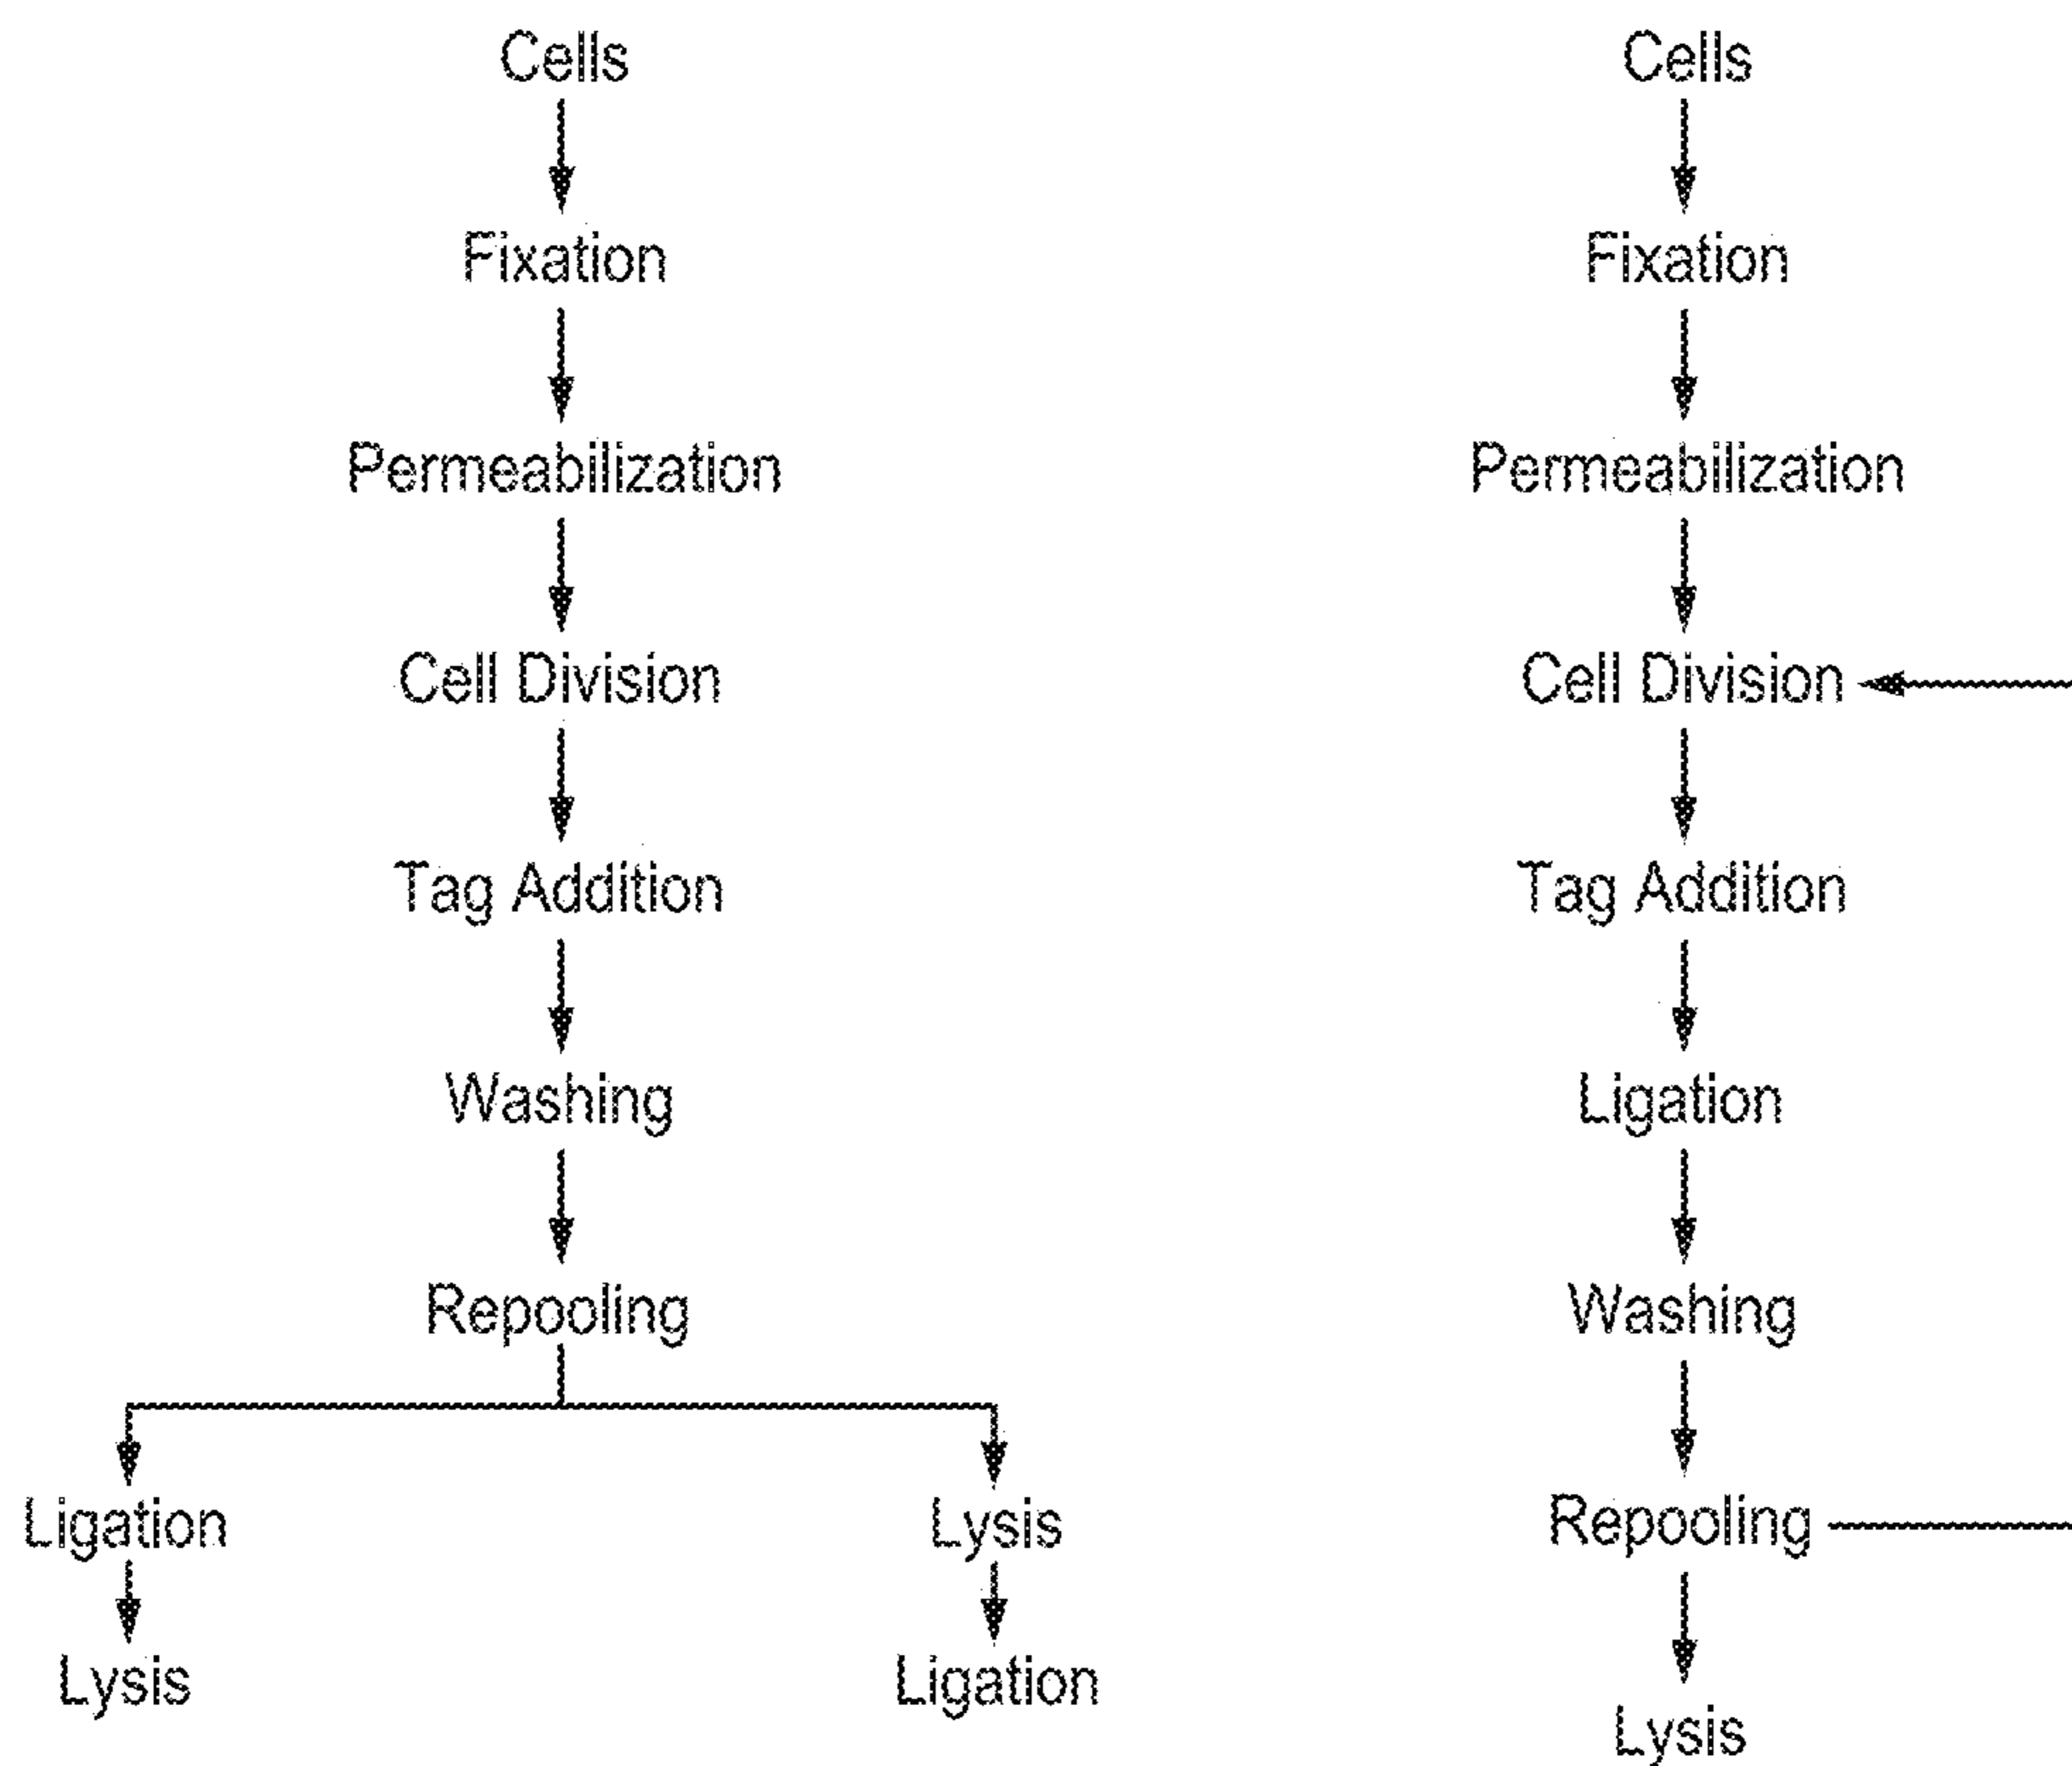 Cells
Fixation
Permeabilization
Cell Division
Tag Addition
Washing
Repooling
Ligation
Lysis
Lysis
Ligation
Cells
Fixation
Permeabilization
Cell Division
Tag Addition
Ligation
Washing
Repooling
Lysis